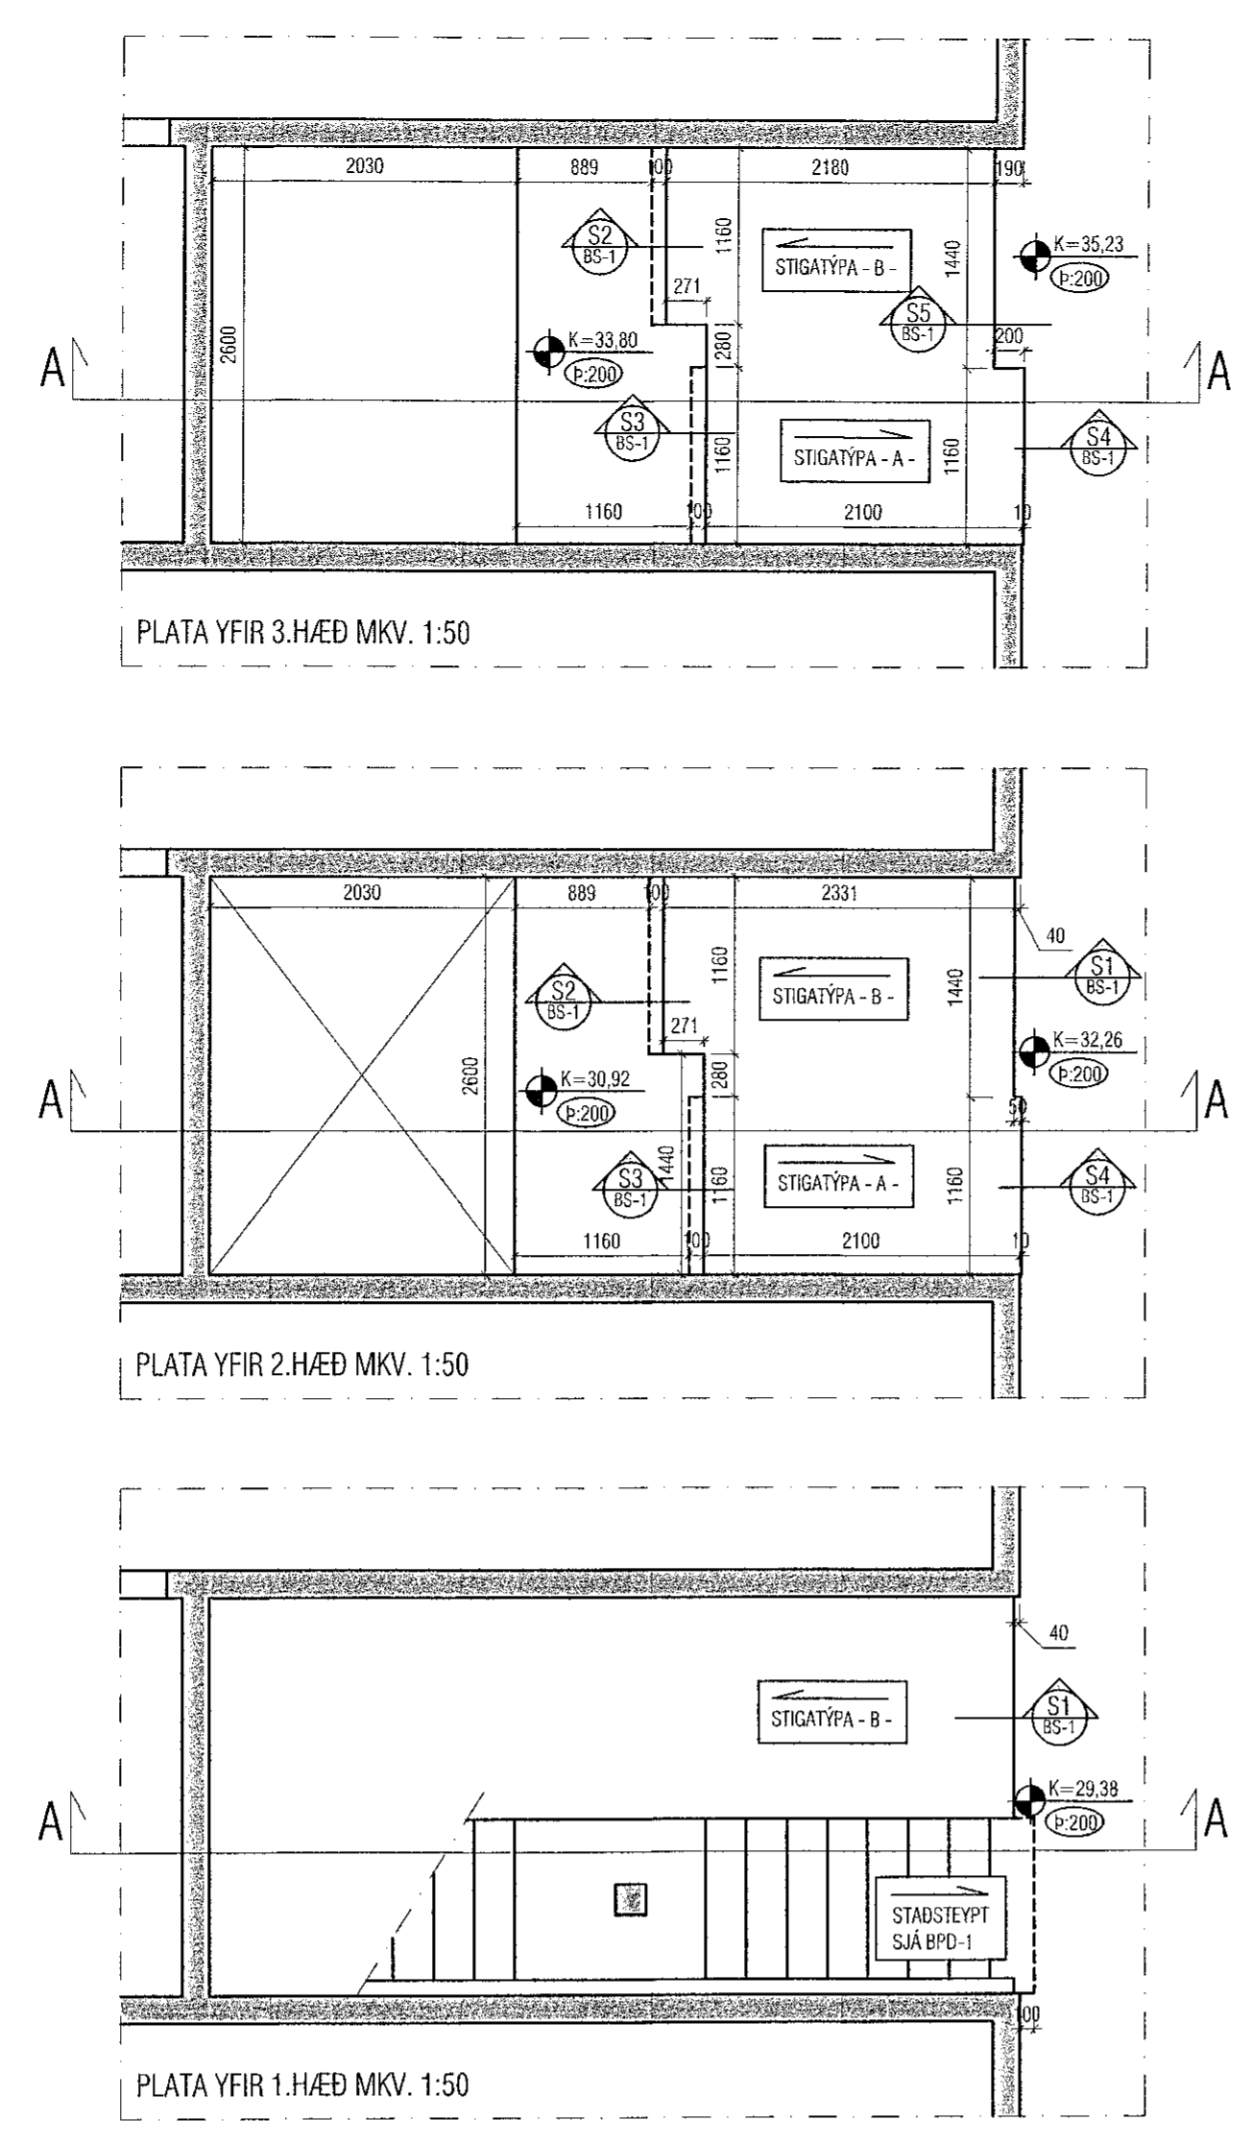 2030
889
100
2180
190
S2
BS-1
1160
STIGATÝPA - B -
1440
K=35,23
Þ:200
271
S5
BS-1
200
2600
K=33,80
Þ:200
280
A
A
S3
BS-1
1160
STIGATÝPA - A -
1160
S4
BS-1
1160
100
2100
10
PLATA YFIR 3.HÆÐ MKV. 1:50
2030
889
100
2331
40
S2
BS-1
1160
STIGATÝPA - B -
1440
S1
BS-1
271
K=32,26
Þ:200
2600
K=30,92
Þ:200
280
A
A
50
S3
BS-1
1440
1160
STIGATÝPA - A -
1160
S4
BS-1
1160
100
2100
10
PLATA YFIR 2.HÆÐ MKV. 1:50
40
STIGATÝPA - B -
S1
BS-1
K=29,38
Þ:200
A
A
STAÐSTEYPT
SJÁ BPD-1
100
PLATA YFIR 1.HÆÐ MKV. 1:50